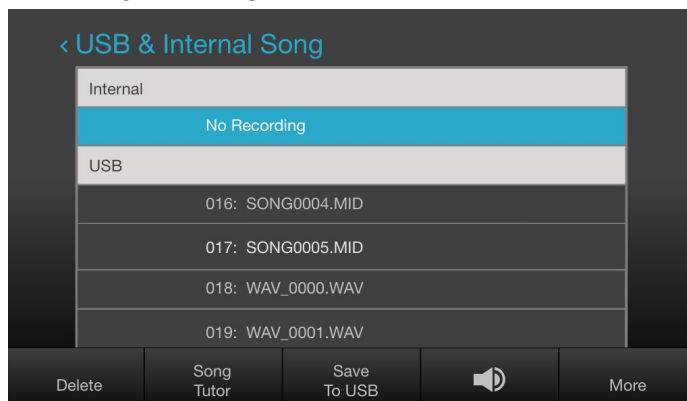 < USB & Internal Song
Internal
No Recording
USB
016: SONG0004.MID
017: SONG0005.MID
018: WAV_0000.WAV
019: WAV_0001.WAV
Delete
Song
Tutor
Save
To USB
More